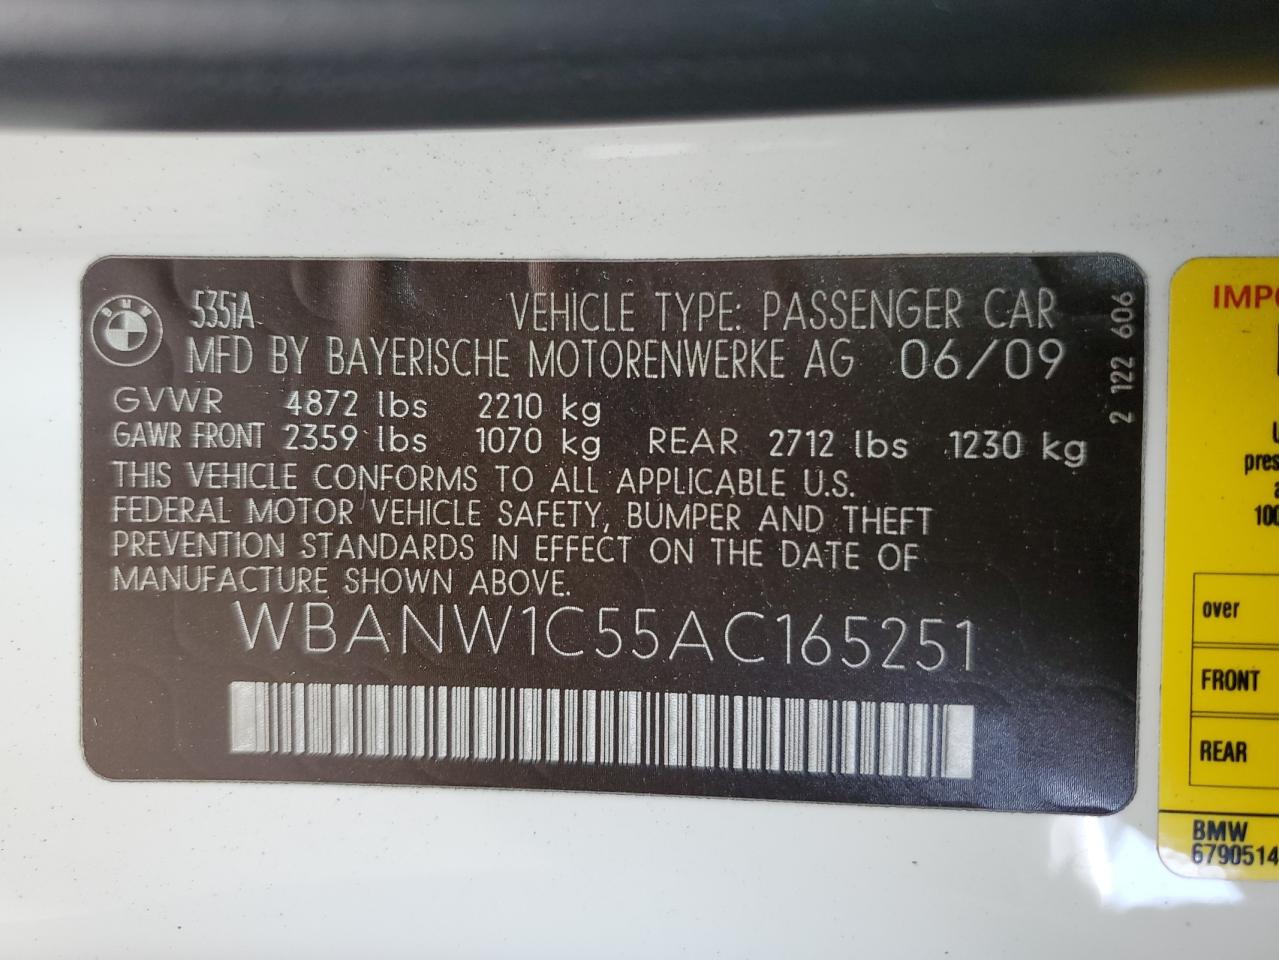 535iA
VEHICLE TYPE: PASSENGER CAR
MFD BY BAYERISCHE MOTORENWERKE AG 06/09
GVWR 4872 lbs 2210 kg
GAWR FRONT 2359 lbs 1070 kg REAR 2712 lbs 1230 kg
THIS VEHICLE CONFORMS TO ALL APPLICABLE U.S.
FEDERAL MOTOR VEHICLE SAFETY, BUMPER AND THEFT
PREVENTION STANDARDS IN EFFECT ON THE DATE OF
MANUFACTURE SHOWN ABOVE.
WBANW1C55AC165251
2 122 606
IMPO
pres
100
over
FRONT
REAR
BMW
6790514